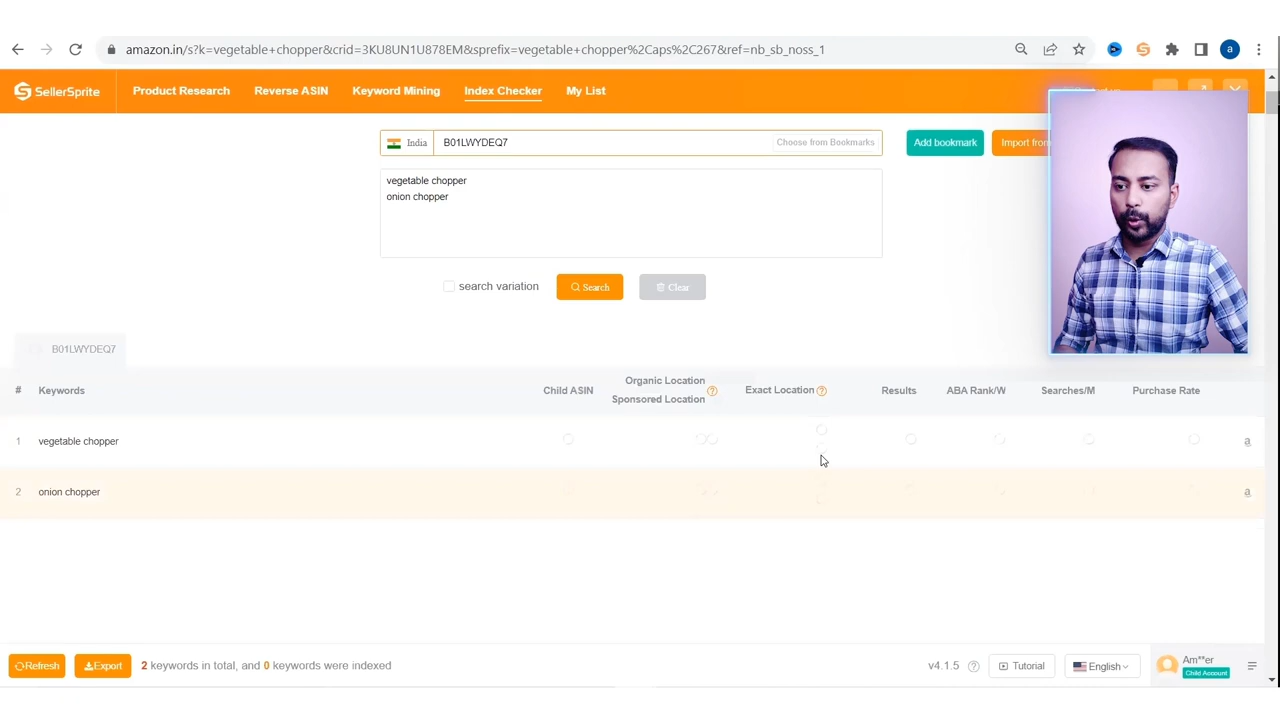 amazon.in/s?k=vegetable+chopper&crid=3KU8UN1U878EM&sprefix=vegetable+chopper%2Caps%2C267&ref=nb_sb_noss_1
a
SellerSprite
Product Research
Reverse ASIN
Keyword Mining
Index Checker
My List
India
B01LWYDEQ7
Choose from Bookmarks
Add bookmark
Import from
vegetable chopper
onion chopper
search variation
Search
Clear
B01LWYDEQ7
# Keywords Child ASIN Organic Location Exact Location Results ABA Rank/W Searches/M Purchase Rate
Sponsored Location
1 vegetable chopper a
2 onion chopper a
Refresh
Export
2 keywords in total, and 0 keywords were indexed
v4.1.5
Tutorial
English
Am**er
Child Account